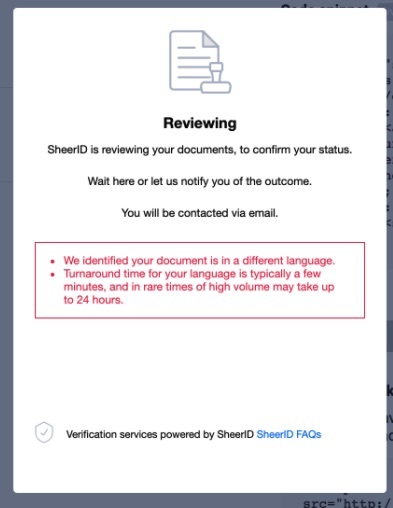 Reviewing
SheerID is reviewing your documents, to confirm your status.
Wait here or let us notify you of the outcome.
You will be contacted via email.
• We identified your document is in a different language.
• Turnaround time for your language is typically a few
minutes, and in rare times of high volume may take up
to 24 hours.
Verification services powered by SheerID SheerID FAQs
src="http:/